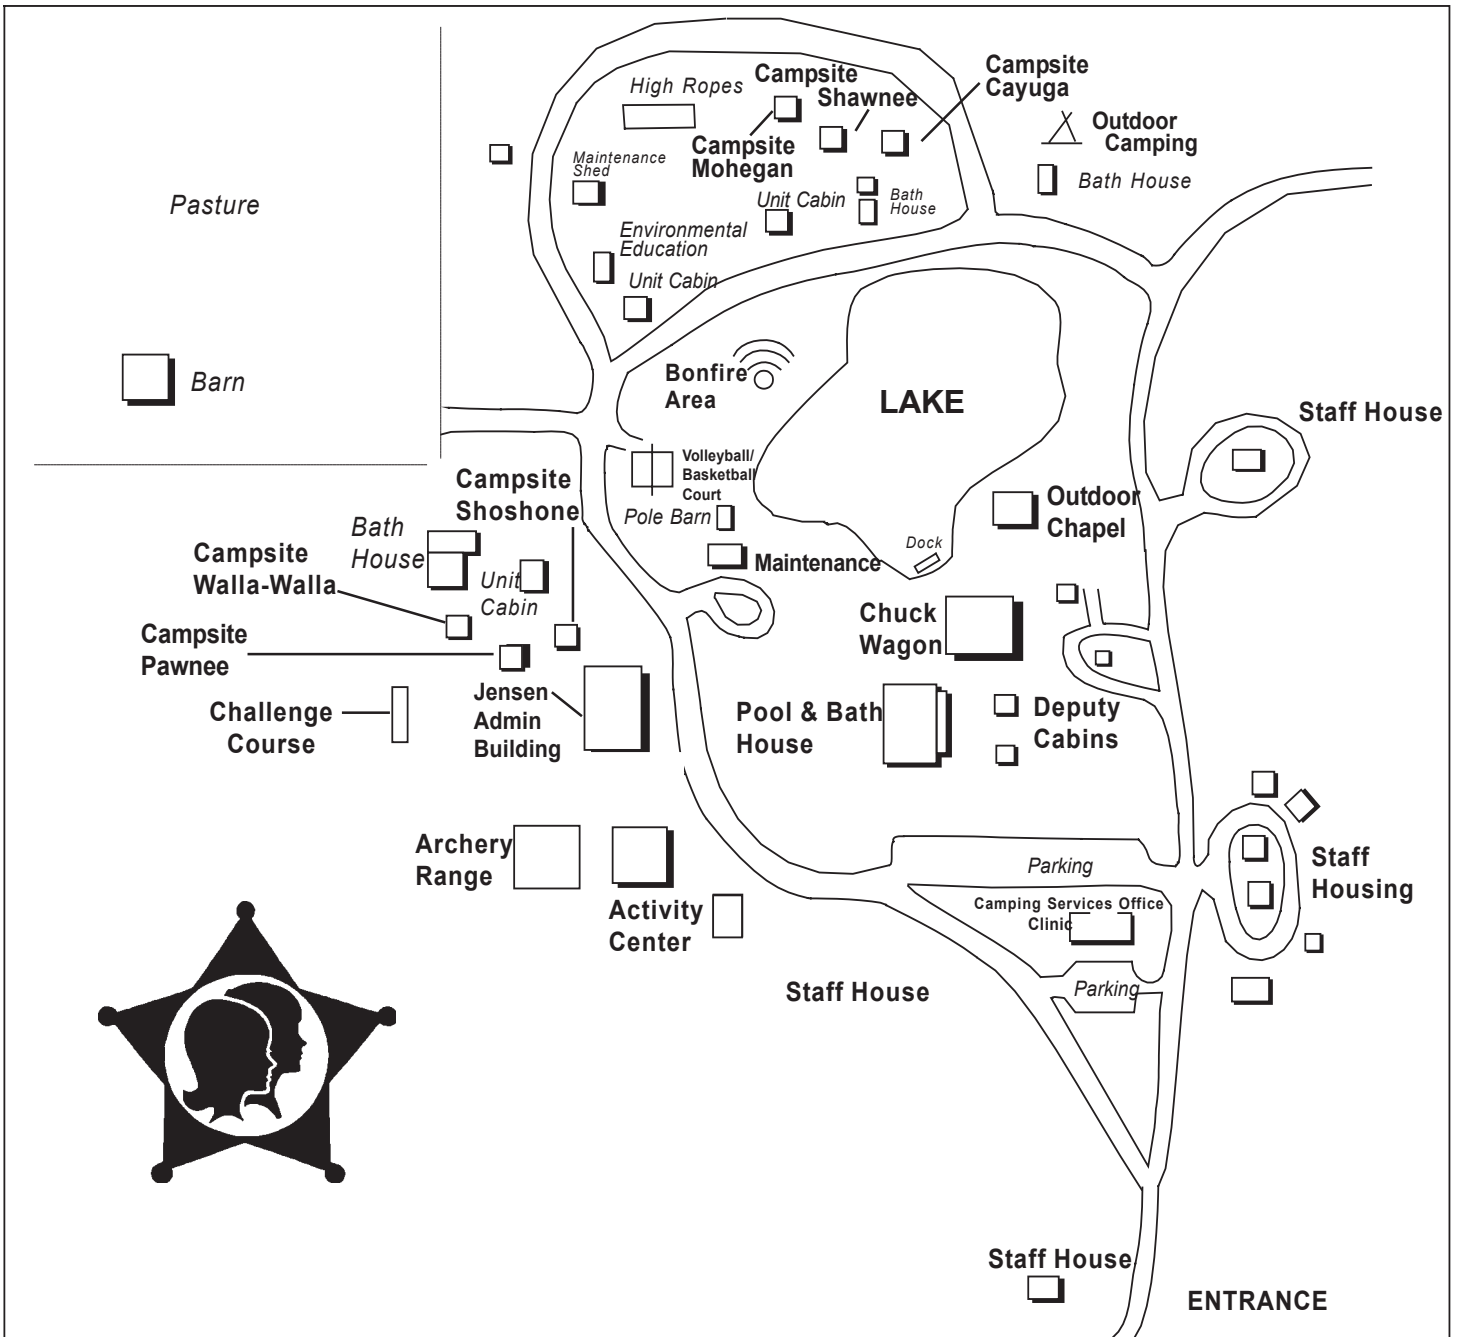 Campsite
Shawnee
Campsite
Cayuga
High Ropes
Outdoor
Camping
Campsite
Mohegan
Maintenance
Shed
Bath House
Unit Cabin
Bath
House
Pasture
Environmental
Education
Unit Cabin
Barn
Bonfire
Area
LAKE
Staff House
Volleyball/
Basketball
Court
Campsite
Shoshone
Pole Barn
Outdoor
Chapel
Bath
House
Dock
Campsite
Walla-Walla
Maintenance
Unit
Cabin
Chuck
Wagon
Campsite
Pawnee
Jensen
Admin
Building
Challenge
Course
Pool & Bath
House
Deputy
Cabins
Archery
Range
Parking
Staff
Housing
Activity
Center
Camping Services Office
Clinic
Staff House
Parking
Staff House
ENTRANCE